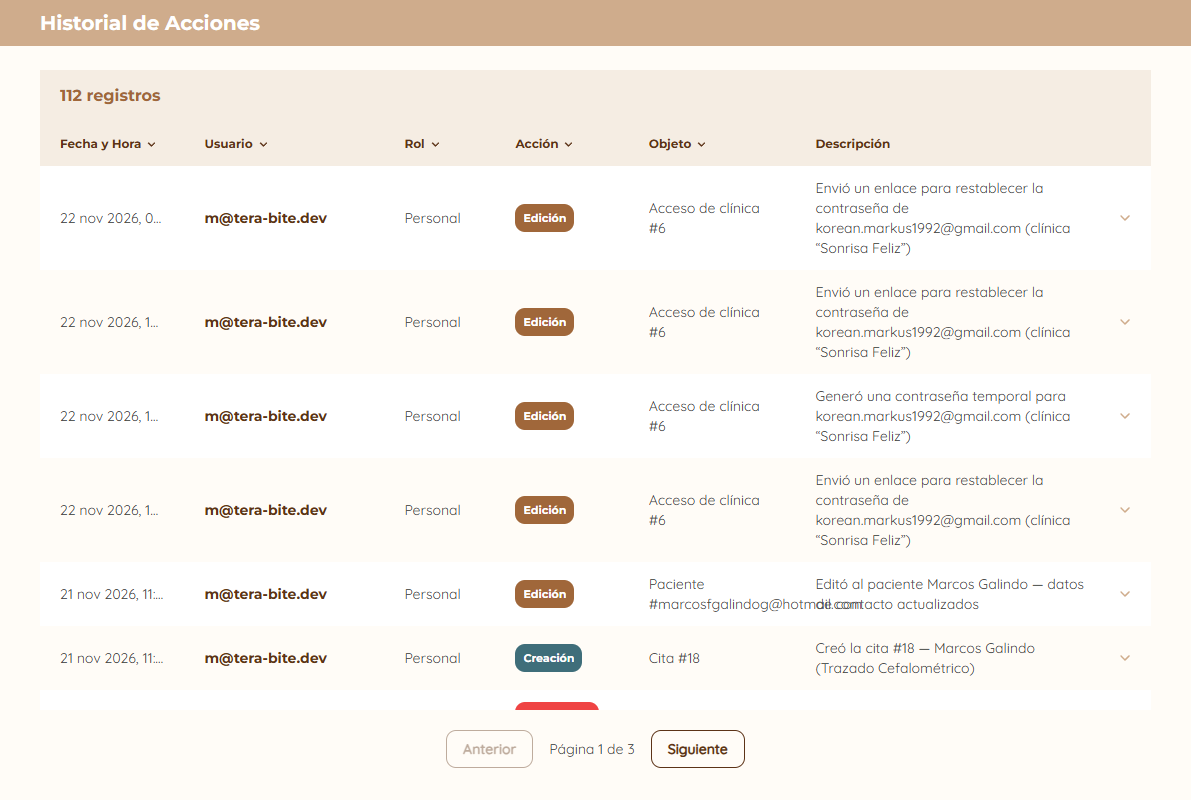 Historial de Acciones
112 registros
Fecha y Hora Usuario Rol Acción Objeto Descripción
22 nov 2026, 0... m@tera-bite.dev Personal Edición Acceso de clínica #6 Envió un enlace para restablecer la
contraseña de
korean.markus1992@gmail.com (clínica
“Sonrisa Feliz”)
22 nov 2026, 1... m@tera-bite.dev Personal Edición Acceso de clínica #6 Envió un enlace para restablecer la
contraseña de
korean.markus1992@gmail.com (clínica
“Sonrisa Feliz”)
22 nov 2026, 1... m@tera-bite.dev Personal Edición Acceso de clínica #6 Generó una contraseña temporal para
korean.markus1992@gmail.com (clínica
“Sonrisa Feliz”)
22 nov 2026, 1... m@tera-bite.dev Personal Edición Acceso de clínica #6 Envió un enlace para restablecer la
contraseña de
korean.markus1992@gmail.com (clínica
“Sonrisa Feliz”)
21 nov 2026, 11:... m@tera-bite.dev Personal Edición Paciente
#marcosfgalindog@hotmail.com Editó al paciente Marcos Galindo — datos
de contacto actualizados
21 nov 2026, 11:... m@tera-bite.dev Personal Creación Cita #18 Creó la cita #18 — Marcos Galindo
(Trazado Cefalométrico)
Anterior Página 1 de 3 Siguiente